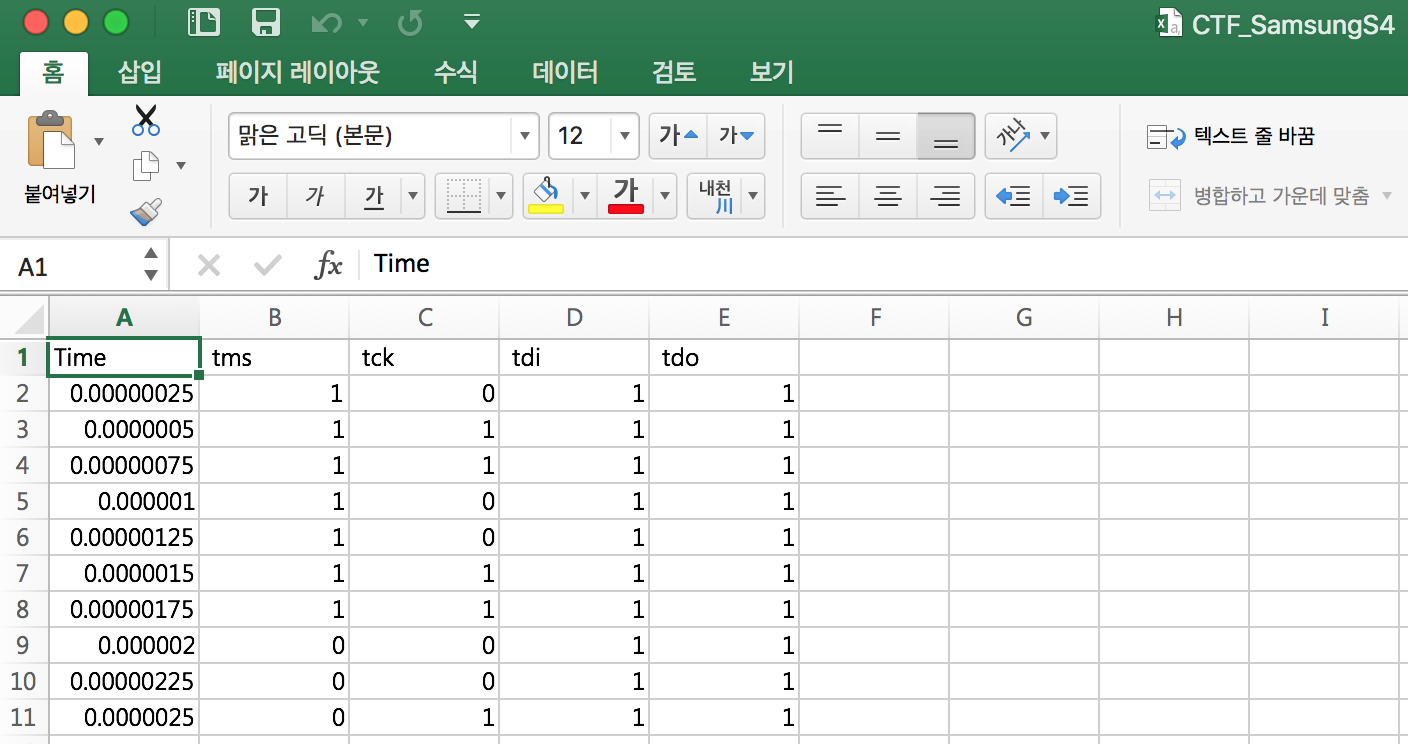 CTF_SamsungS4
홈 삽입 페이지 레이아웃 수식 데이터 검토 보기
붙여넣기
맑은 고딕 (본문) 12 가 가 가나 텍스트 줄 바꿈
가 가 가 가 내천 川 병합하고 가운데 맞춤
A1 fx Time
A B C D E F G H I
1 Time tms tck tdi tdo
2 0.00000025 1 0 1 1
3 0.0000005 1 1 1 1
4 0.00000075 1 1 1 1
5 0.000001 1 0 1 1
6 0.00000125 1 0 1 1
7 0.0000015 1 1 1 1
8 0.00000175 1 1 1 1
9 0.000002 0 0 1 1
10 0.00000225 0 0 1 1
11 0.0000025 0 1 1 1